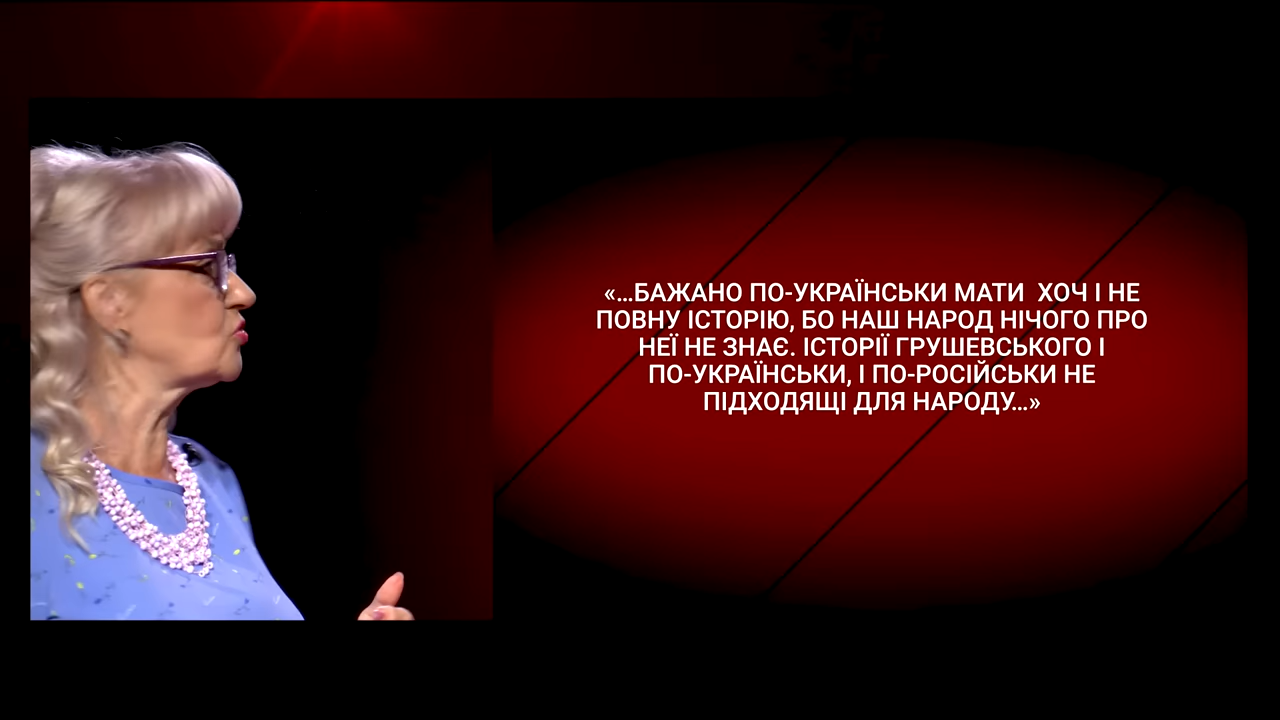 «...БАЖАНО ПО-УКРАЇНСЬКИ МАТИ ХОЧ І НЕ
ПОВНУ ІСТОРІЮ, БО НАШ НАРОД НІЧОГО ПРО
НЕЇ НЕ ЗНАЄ. ІСТОРІЇ ГРУШЕВСЬКОГО І
ПО-УКРАЇНСЬКИ, І ПО-РОСІЙСЬКИ НЕ
ПІДХОДЯЩІ ДЛЯ НАРОДУ...»